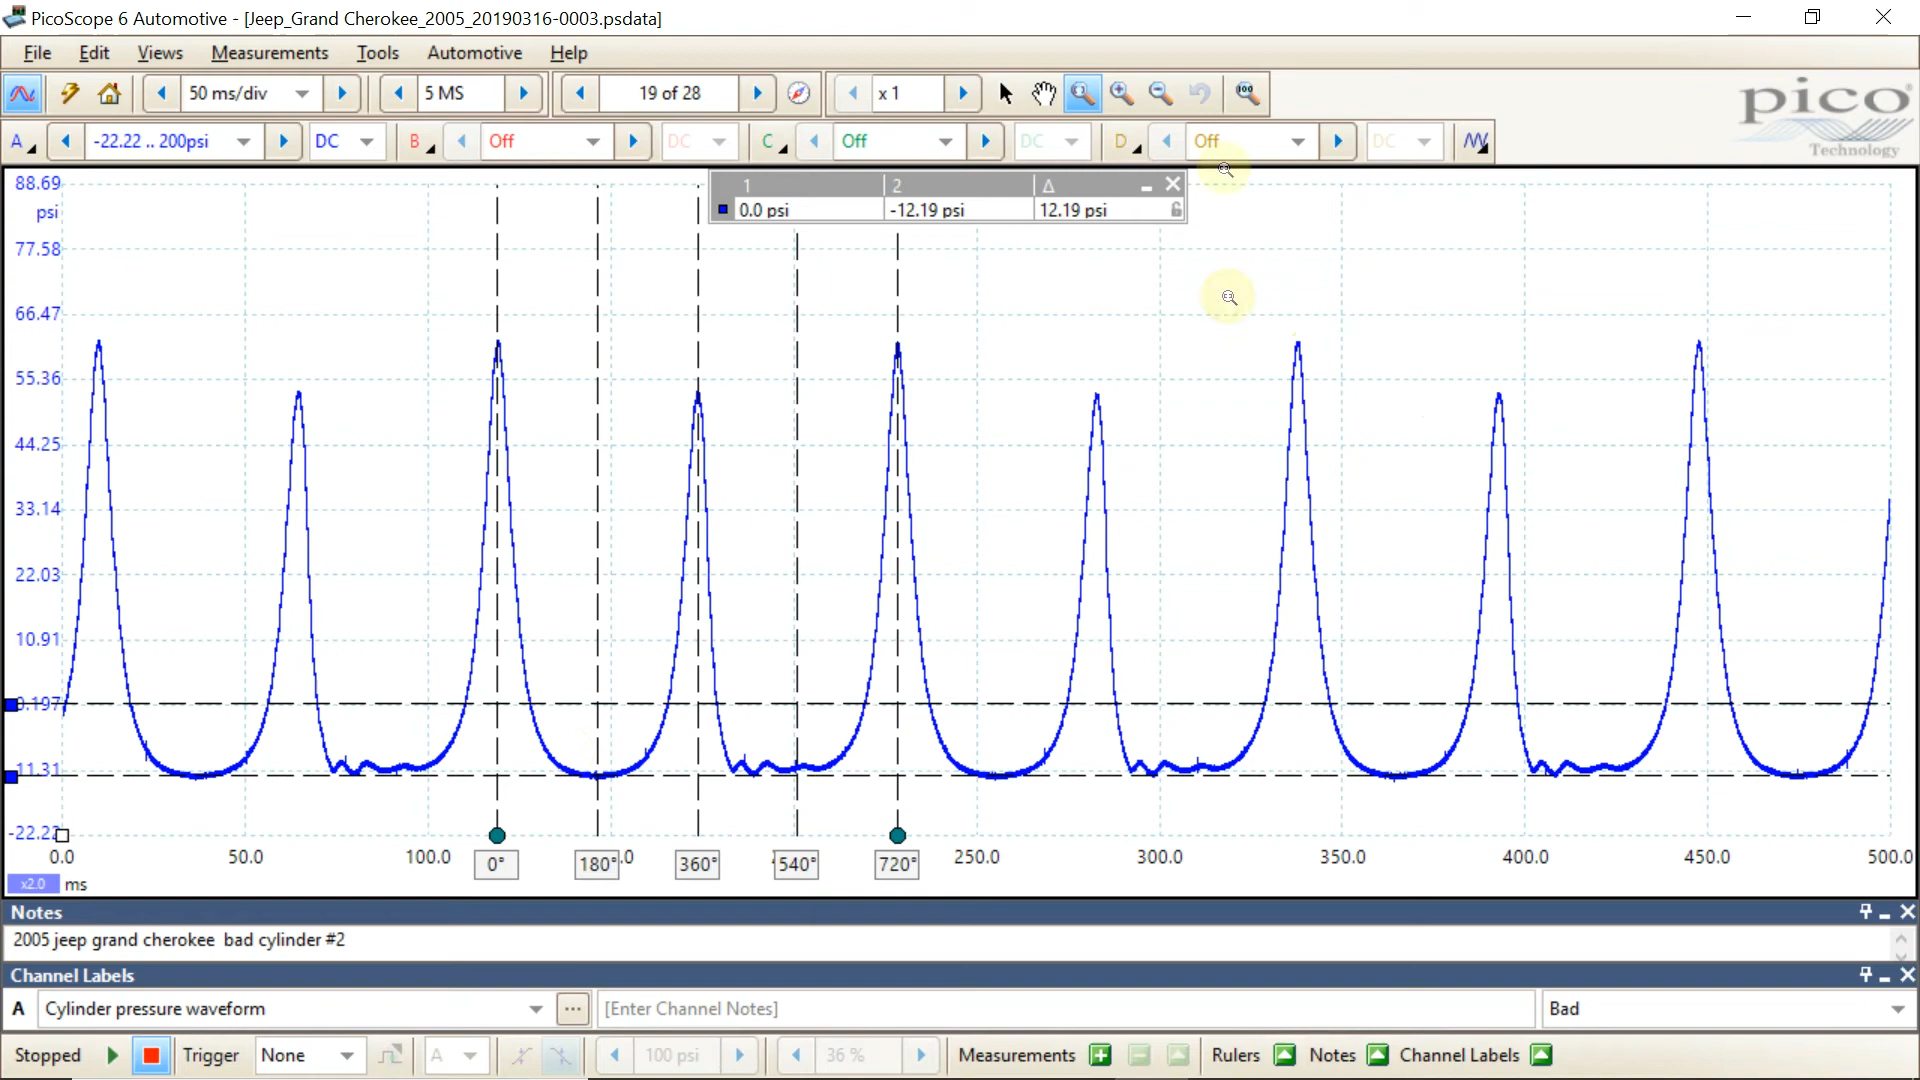 PicoScope 6 Automotive - [Jeep_Grand Cherokee_2005_20190316-0003.psdata]
File Edit Views Measurements Tools Automotive Help
50 ms/div 5 MS 19 of 28 x 1 100
pico
Technology
A -22.22 .. 200psi DC B Off DC C Off DC D Off DC
1 2 Δ
0.0 psi -12.19 psi 12.19 psi
88.69
psi
77.58
66.47
55.36
44.25
33.14
22.03
10.91
11.31
0.0 50.0 100.0 0° 180° .0 360° 540° 720° 250.0 300.0 350.0 400.0 450.0 500.0
x2.0 ms
Notes
2005 jeep grand cherokee bad cylinder #2
Channel Labels
A Cylinder pressure waveform ... [Enter Channel Notes] Bad
Stopped Trigger None A 100 psi 36 % Measurements Rulers Notes Channel Labels